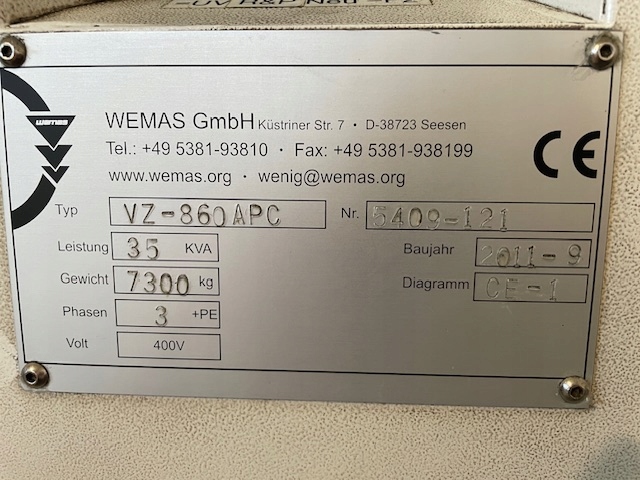 wemas
WEMAS GmbH Küstriner Str. 7 • D-38723 Seesen
Tel.: +49 5381-93810 • Fax: +49 5381-938199
www.wemas.org • wenig@wemas.org
CE
Typ VZ-860APC Nr. 5409-121
Leistung 35 KVA Baujahr 2011-9
Gewicht 7300 kg Diagramm CE-1
Phasen 3 +PE
Volt 400V